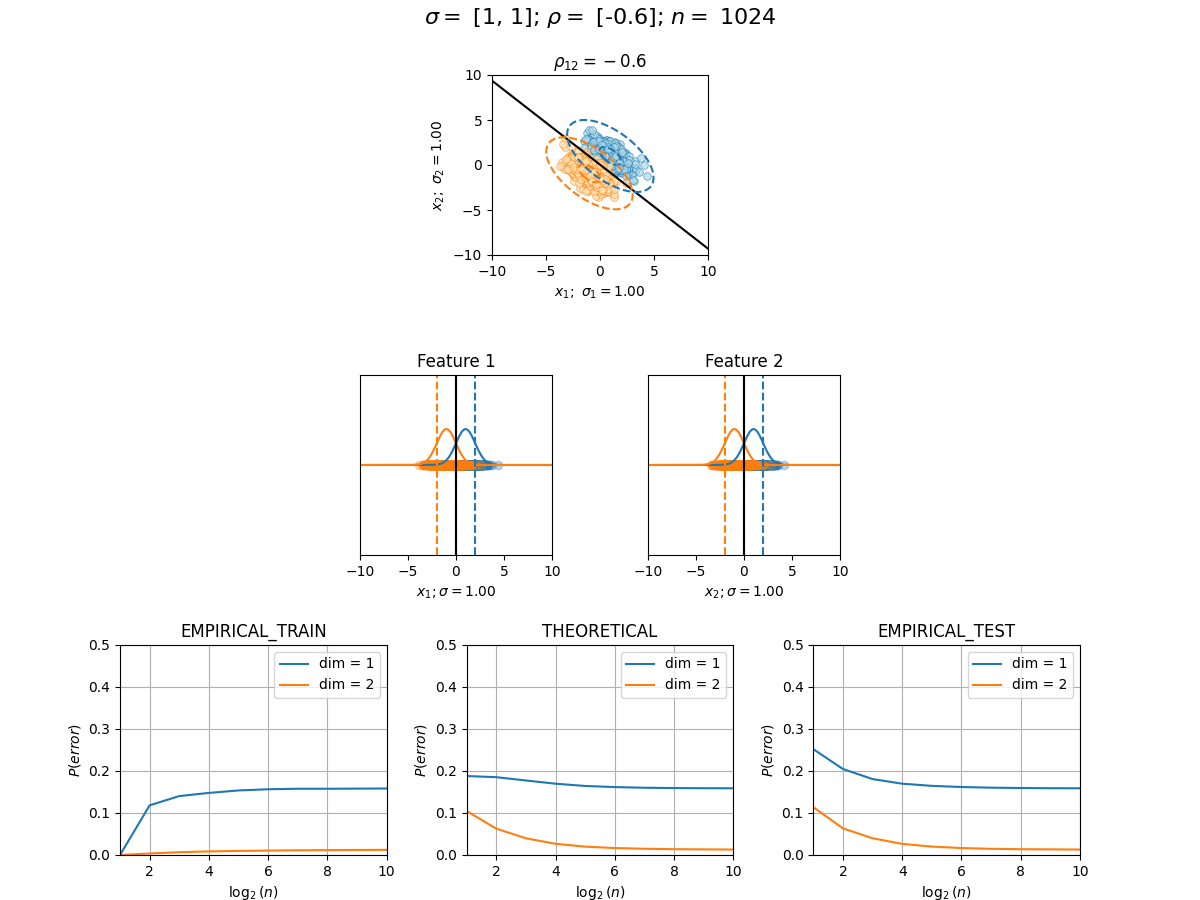 σ = [1, 1]; ρ = [-0.6]; n = 1024
ρ₁₂ = −0.6
10
5
0
−5
−10
x₂; σ₂ = 1.00
−10 −5 0 5 10
x₁; σ₁ = 1.00
Feature 1 Feature 2
−10 −5 0 5 10 −10 −5 0 5 10
x₁; σ = 1.00 x₂; σ = 1.00
EMPIRICAL_TRAIN
0.5
0.4
0.3
0.2
0.1
0.0
P(error)
dim = 1
dim = 2
2 4 6 8 10
log₂(n)
THEORETICAL
0.5
0.4
0.3
0.2
0.1
0.0
P(error)
dim = 1
dim = 2
2 4 6 8 10
log₂(n)
EMPIRICAL_TEST
0.5
0.4
0.3
0.2
0.1
0.0
P(error)
dim = 1
dim = 2
2 4 6 8 10
log₂(n)